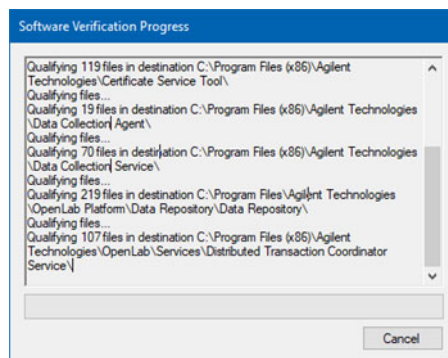 Software Verification Progress
Qualifying 119 files in destination C:\Program Files (x86)\Agilent
Technologies\Certificate Service Tool\
Qualifying files...
Qualifying 19 files in destination C:\Program Files (x86)\Agilent Technologies
\Data Collection Agent\
Qualifying files...
Qualifying 70 files in destination C:\Program Files (x86)\Agilent Technologies
\Data Collection Service\
Qualifying files...
Qualifying 219 files in destination C:\Program Files\Agilent Technologies
\OpenLab Platform\Data Repository\Data Repository\
Qualifying files...
Qualifying 107 files in destination C:\Program Files (x86)\Agilent
Technologies\OpenLab\Services\Distributed Transaction Coordinator
Service\
Cancel